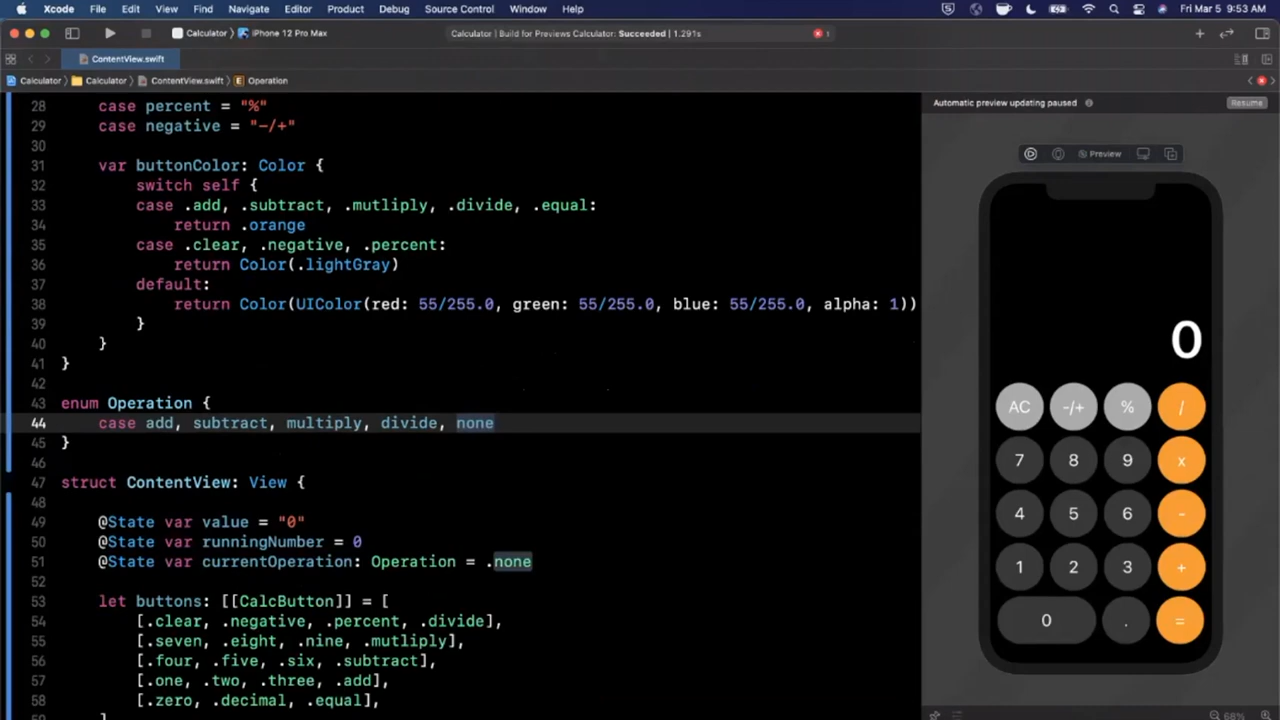 Xcode File Edit View Find Navigate Editor Product Debug Source Control Window Help Fri Mar 5 9:53 AM
Calculator › iPhone 12 Pro Max Calculator | Build for Previews Calculator: Succeeded | 1.291s 1
ContentView.swift
Calculator › Calculator › ContentView.swift › E Operation
28 case percent = "%"
29 case negative = "-/+"
30
31 var buttonColor: Color {
32 switch self {
33 case .add, .subtract, .mutliply, .divide, .equal:
34 return .orange
35 case .clear, .negative, .percent:
36 return Color(.lightGray)
37 default:
38 return Color(UIColor(red: 55/255.0, green: 55/255.0, blue: 55/255.0, alpha: 1))
39 }
40 }
41 }
42
43 enum Operation {
44 case add, subtract, multiply, divide, none
45 }
46
47 struct ContentView: View {
48
49 @State var value = "0"
50 @State var runningNumber = 0
51 @State var currentOperation: Operation = .none
52
53 let buttons: [[CalcButton]] = [
54 [.clear, .negative, .percent, .divide],
55 [.seven, .eight, .nine, .mutliply],
56 [.four, .five, .six, .subtract],
57 [.one, .two, .three, .add],
58 [.zero, .decimal, .equal],
Automatic preview updating paused Resume
Preview
0
AC -/+ % /
7 8 9 x
4 5 6 -
1 2 3 +
0 . =
68%